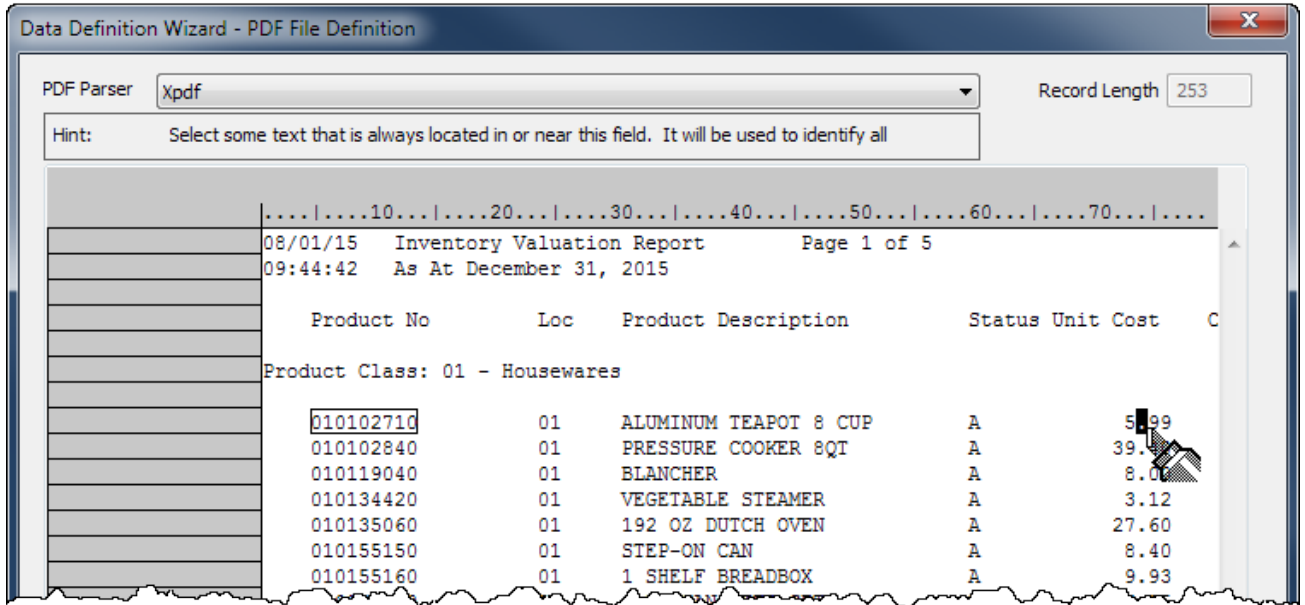 Data Definition Wizard - PDF File Definition
x
PDF Parser Xpdf Record Length 253
Hint: Select some text that is always located in or near this field. It will be used to identify all
....|....10...|....20...|....30...|....40...|....50...|....60...|....70...|....
08/01/15 Inventory Valuation Report Page 1 of 5
09:44:42 As At December 31, 2015
Product No Loc Product Description Status Unit Cost C
Product Class: 01 - Housewares
010102710 01 ALUMINUM TEAPOT 8 CUP A 5.99
010102840 01 PRESSURE COOKER 8QT A 39.
010119040 01 BLANCHER A 8.0
010134420 01 VEGETABLE STEAMER A 3.12
010135060 01 192 OZ DUTCH OVEN A 27.60
010155150 01 STEP-ON CAN A 8.40
010155160 01 1 SHELF BREADBOX A 9.93